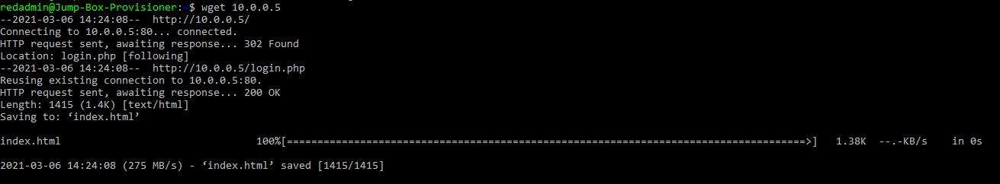 redadmin@Jump-Box-Provisioner:~$ wget 10.0.0.5
--2021-03-06 14:24:08--  http://10.0.0.5/
Connecting to 10.0.0.5:80... connected.
HTTP request sent, awaiting response... 302 Found
Location: login.php [following]
--2021-03-06 14:24:08--  http://10.0.0.5/login.php
Reusing existing connection to 10.0.0.5:80.
HTTP request sent, awaiting response... 200 OK
Length: 1415 (1.4K) [text/html]
Saving to: ‘index.html’
index.html                                100%[=====================================================================================>]   1.38K  --.-KB/s    in 0s
2021-03-06 14:24:08 (275 MB/s) - ‘index.html’ saved [1415/1415]